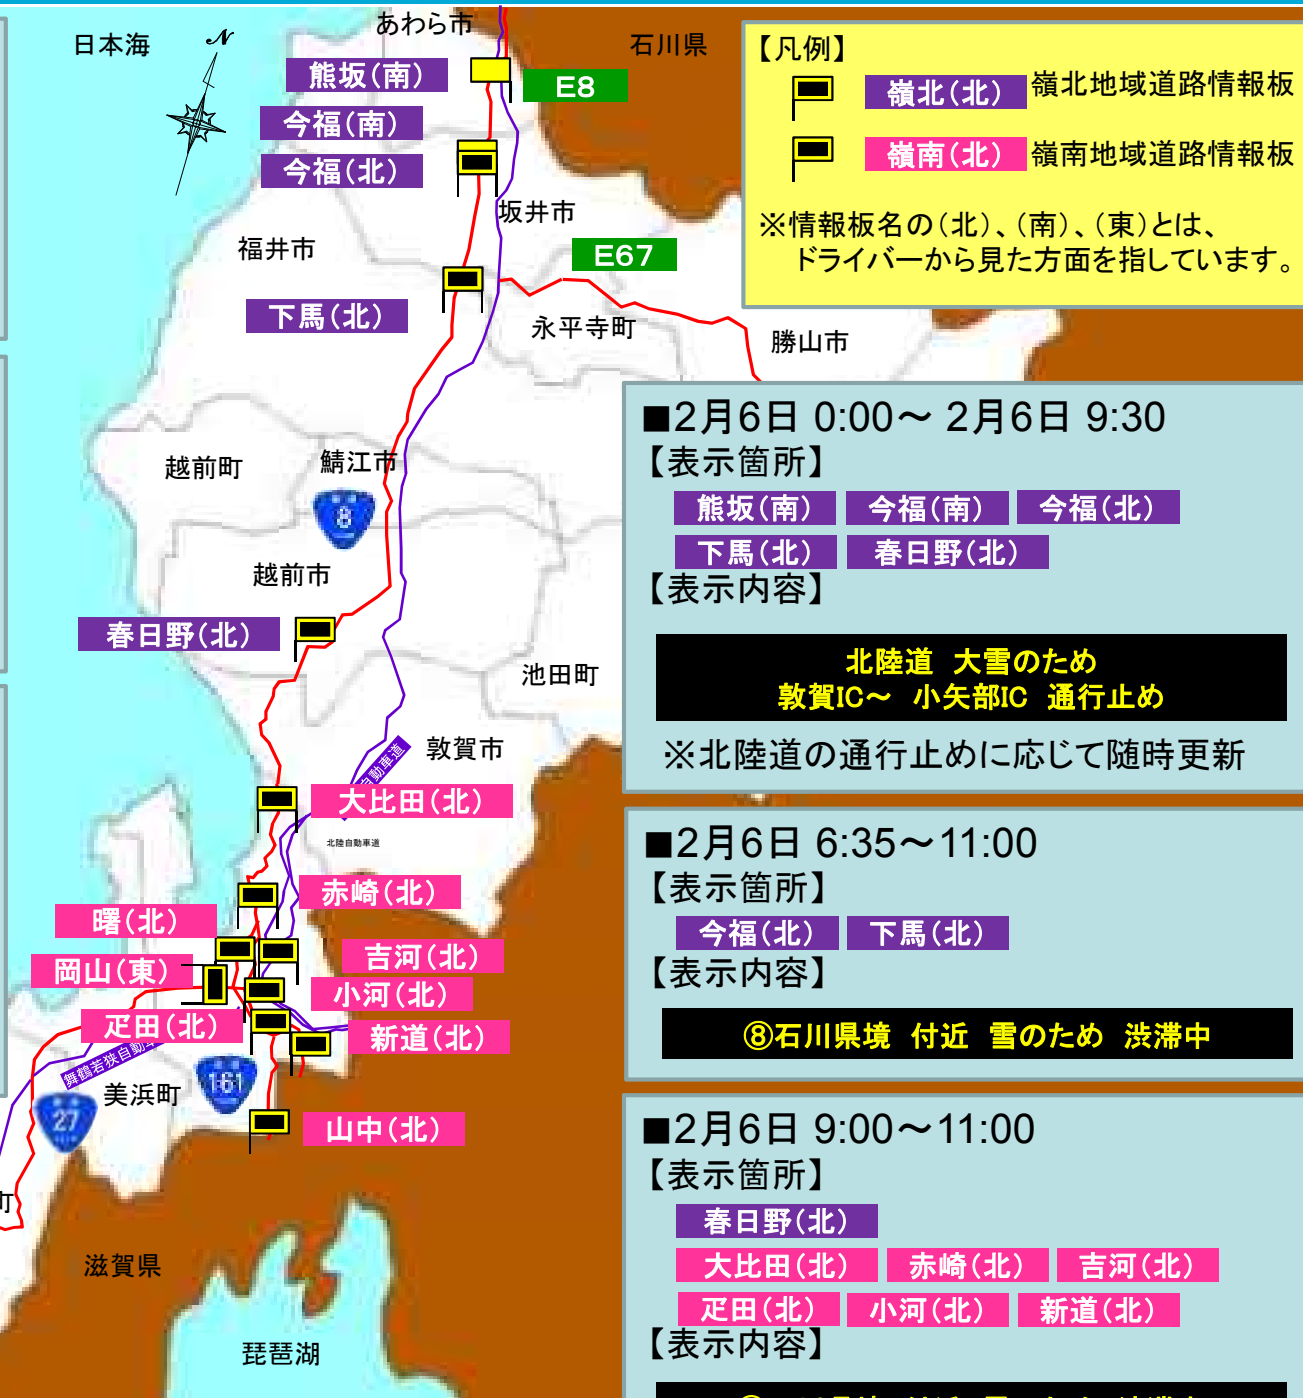 日本海
N
あわら市
石川県
熊坂(南)
E8
今福(南)
今福(北)
坂井市
福井市
E67
下馬(北)
永平寺町
勝山市
越前町
鯖江市
8
越前市
春日野(北)
池田町
敦賀市
自動車道
大比田(北)
北陸自動車道
赤崎(北)
曙(北)
吉河(北)
岡山(東)
小河(北)
疋田(北)
新道(北)
舞鶴若狭自動車
美浜町
161
27
山中(北)
町
滋賀県
琵琶湖
【凡例】
嶺北(北) 嶺北地域道路情報板
嶺南(北) 嶺南地域道路情報板
※情報板名の(北)、(南)、(東)とは、
ドライバーから見た方面を指しています。
■2月6日 0:00～ 2月6日 9:30
【表示箇所】
熊坂(南) 今福(南) 今福(北)
下馬(北) 春日野(北)
【表示内容】
北陸道 大雪のため
敦賀IC～ 小矢部IC 通行止め
※北陸道の通行止めに応じて随時更新
■2月6日 6:35～11:00
【表示箇所】
今福(北) 下馬(北)
【表示内容】
⑧石川県境 付近 雪のため 渋滞中
■2月6日 9:00～11:00
【表示箇所】
春日野(北)
大比田(北) 赤崎(北) 吉河(北)
疋田(北) 小河(北) 新道(北)
【表示内容】